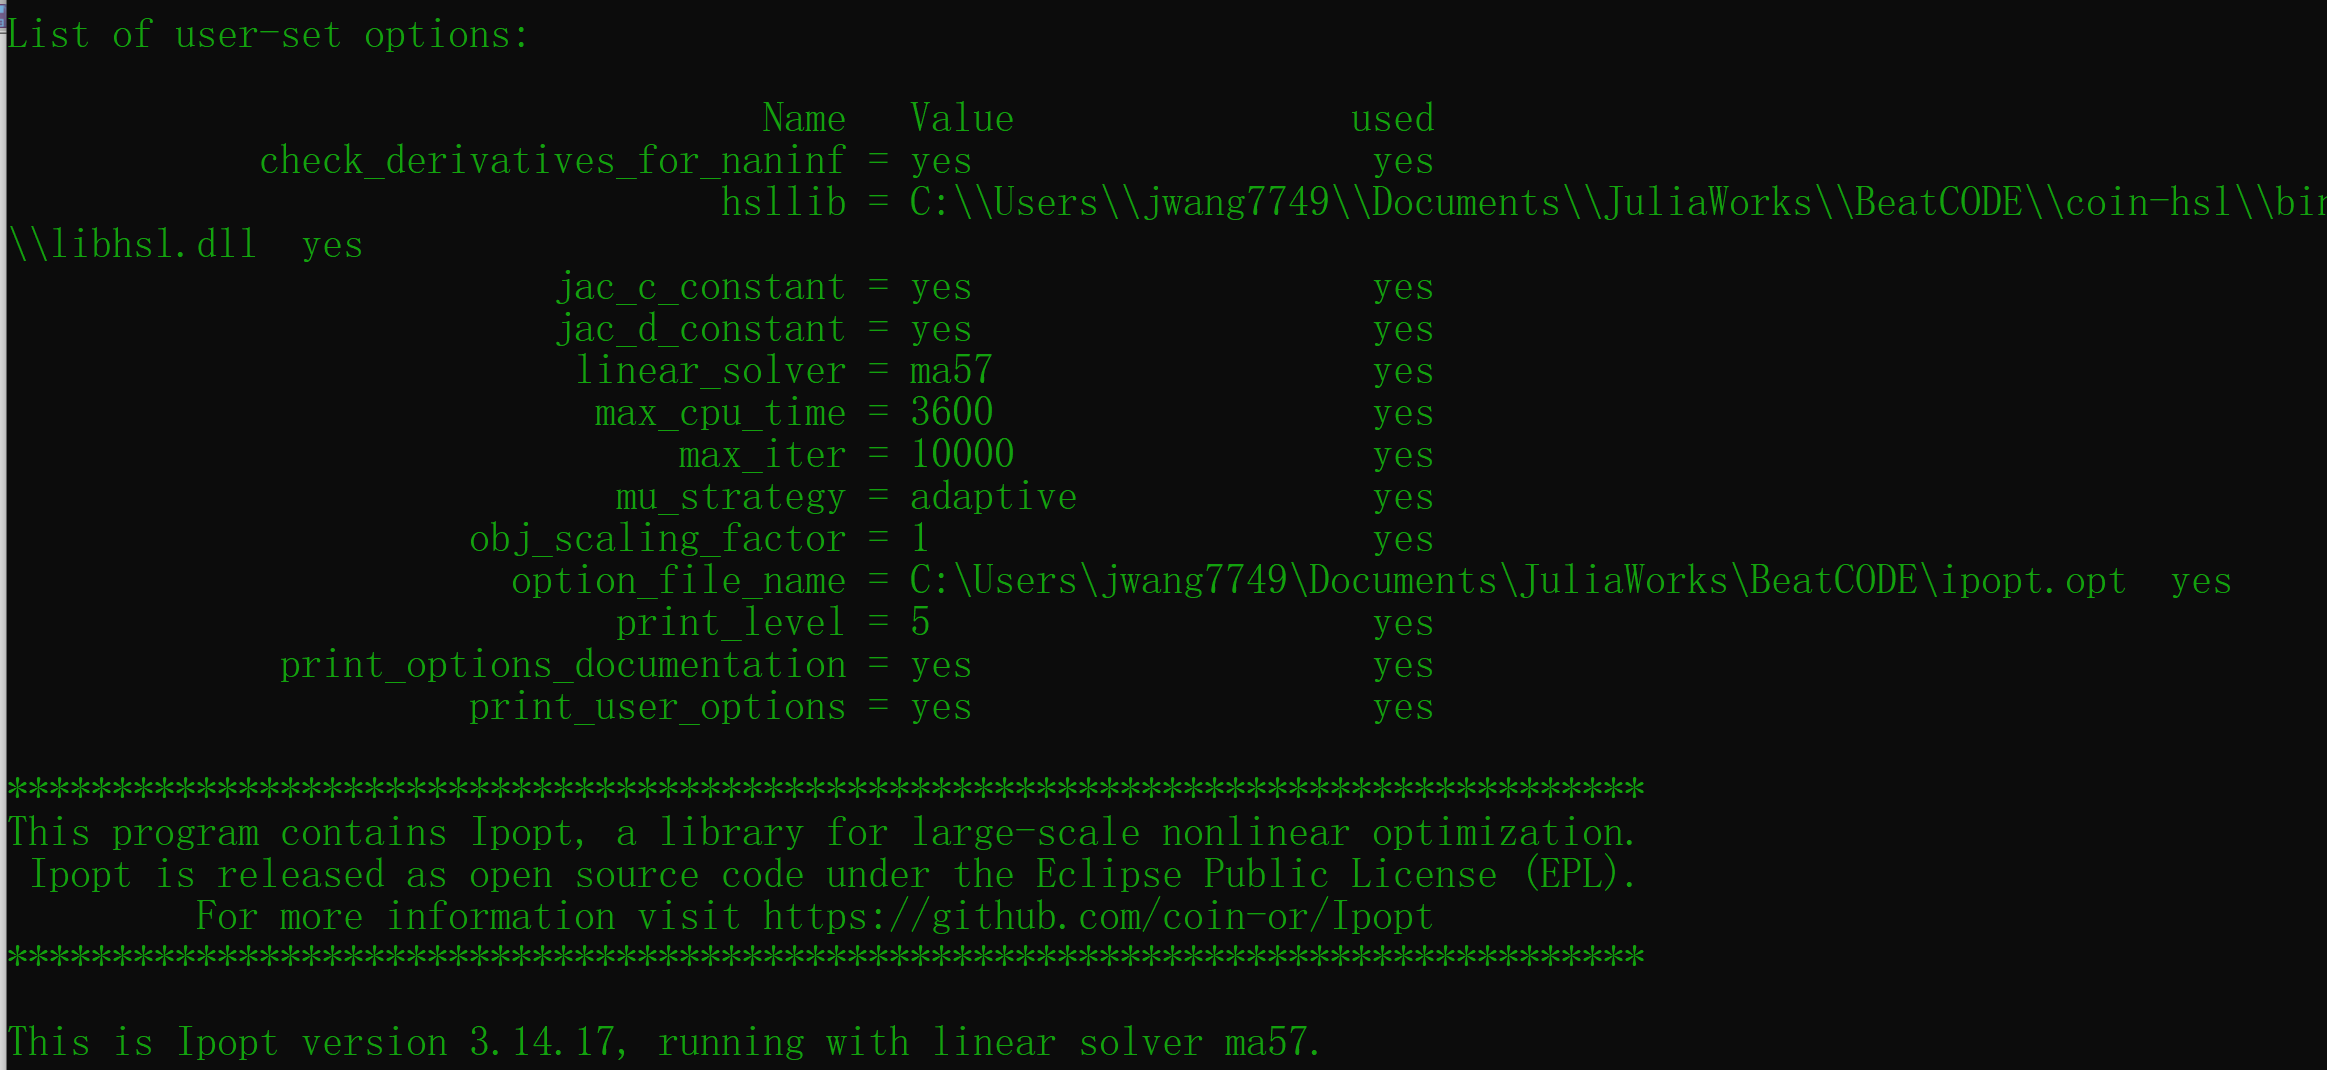 List of user-set options:
Name   Value                used
check_derivatives_for_naninf = yes                   yes
hsllib = C:\\Users\\jwang7749\\Documents\\JuliaWorks\\BeatCODE\\coin-hsl\\bin
\\libhsl.dll  yes
jac_c_constant = yes                   yes
jac_d_constant = yes                   yes
linear_solver = ma57                  yes
max_cpu_time = 3600                  yes
max_iter = 10000                 yes
mu_strategy = adaptive              yes
obj_scaling_factor = 1                     yes
option_file_name = C:\Users\jwang7749\Documents\JuliaWorks\BeatCODE\ipopt.opt  yes
print_level = 5                     yes
print_options_documentation = yes                   yes
print_user_options = yes                   yes
******************************************************************************
This program contains Ipopt, a library for large-scale nonlinear optimization.
Ipopt is released as open source code under the Eclipse Public License (EPL).
For more information visit https://github.com/coin-or/Ipopt
******************************************************************************
This is Ipopt version 3.14.17, running with linear solver ma57.